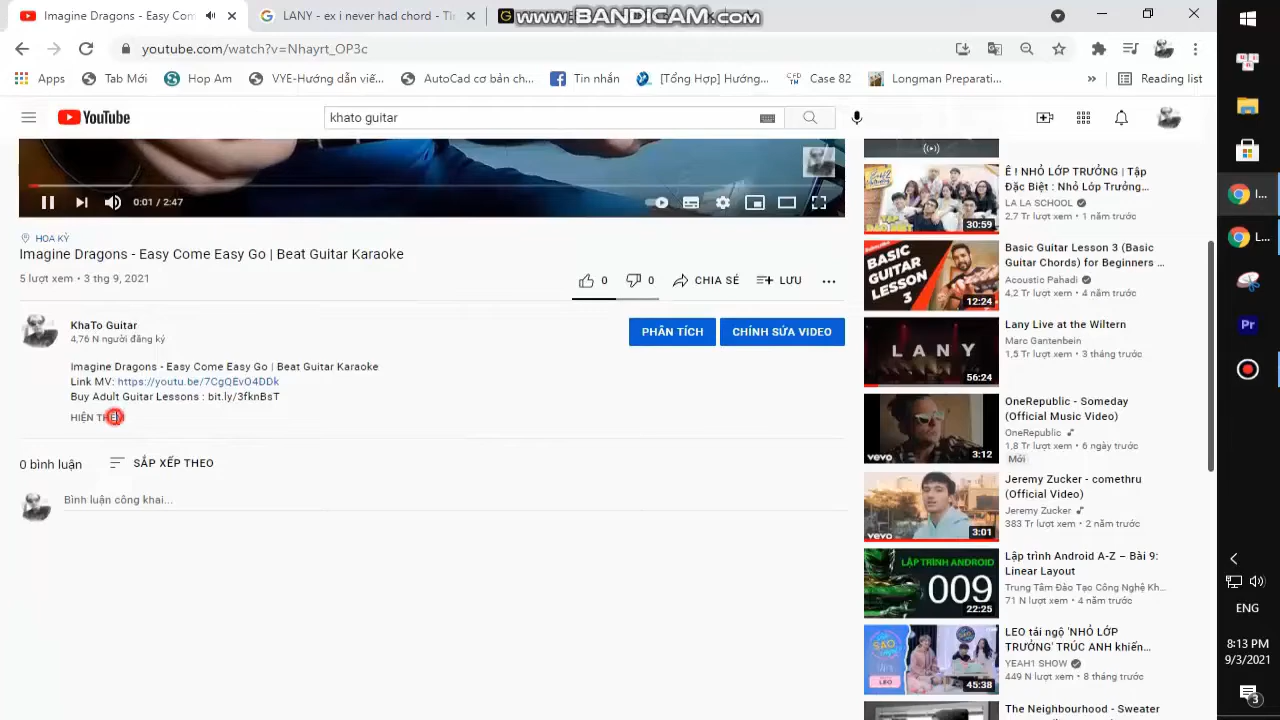 Imagine Dragons - Easy Com
LANY - ex i never had chord - Th
www.BANDICAM.com
youtube.com/watch?v=Nhayrt_OP3c
Apps
Tab Mới
Hop Am
VYE-Hướng dẫn viế...
AutoCad cơ bản ch...
Tin nhắn
[Tổng Hợp] Hướng...
Case 82
Longman Preparati...
»
Reading list
YouTube
khato guitar
0:01 / 2:47
HOA KỲ
Imagine Dragons - Easy Come Easy Go | Beat Guitar Karaoke
5 lượt xem • 3 thg 9, 2021
0
0
CHIA SẺ
LƯU
KhaTo Guitar
4,76 N người đăng ký
PHÂN TÍCH
CHỈNH SỬA VIDEO
Imagine Dragons - Easy Come Easy Go | Beat Guitar Karaoke
Link MV: https://youtu.be/7CgQEvO4DDk
Buy Adult Guitar Lessons : bit.ly/3fknBsT
HIỆN THÊM
0 bình luận
SẮP XẾP THEO
Bình luận công khai...
Ê ! NHỎ LỚP TRƯỞNG | Tập
Đặc Biệt : Nhỏ Lớp Trưởng...
LA LA SCHOOL
2,7 Tr lượt xem • 1 năm trước
30:59
BASIC
GUITAR
LESSON
3
12:24
Basic Guitar Lesson 3 (Basic
Guitar Chords) for Beginners ...
Acoustic Pahadi
4,2 Tr lượt xem • 4 năm trước
LANY
56:24
Lany Live at the Wiltern
Marc Gantenbein
1,5 Tr lượt xem • 3 tháng trước
vevo
3:12
OneRepublic - Someday
(Official Music Video)
OneRepublic
1,8 Tr lượt xem • 6 ngày trước
Mới
vevo
3:01
Jeremy Zucker - comethru
(Official Video)
Jeremy Zucker
383 Tr lượt xem • 2 năm trước
LẬP TRÌNH ANDROID
009
22:25
Lập trình Android A-Z – Bài 9:
Linear Layout
Trung Tâm Đào Tạo Công Nghệ Kh...
71 N lượt xem • 4 năm trước
SAO
LEO
45:38
LEO tái ngộ 'NHỎ LỚP
TRƯỞNG' TRÚC ANH khiến...
YEAH1 SHOW
449 N lượt xem • 8 tháng trước
The Neighbourhood - Sweater
I...
L...
Pr
ENG
8:13 PM
9/3/2021
3